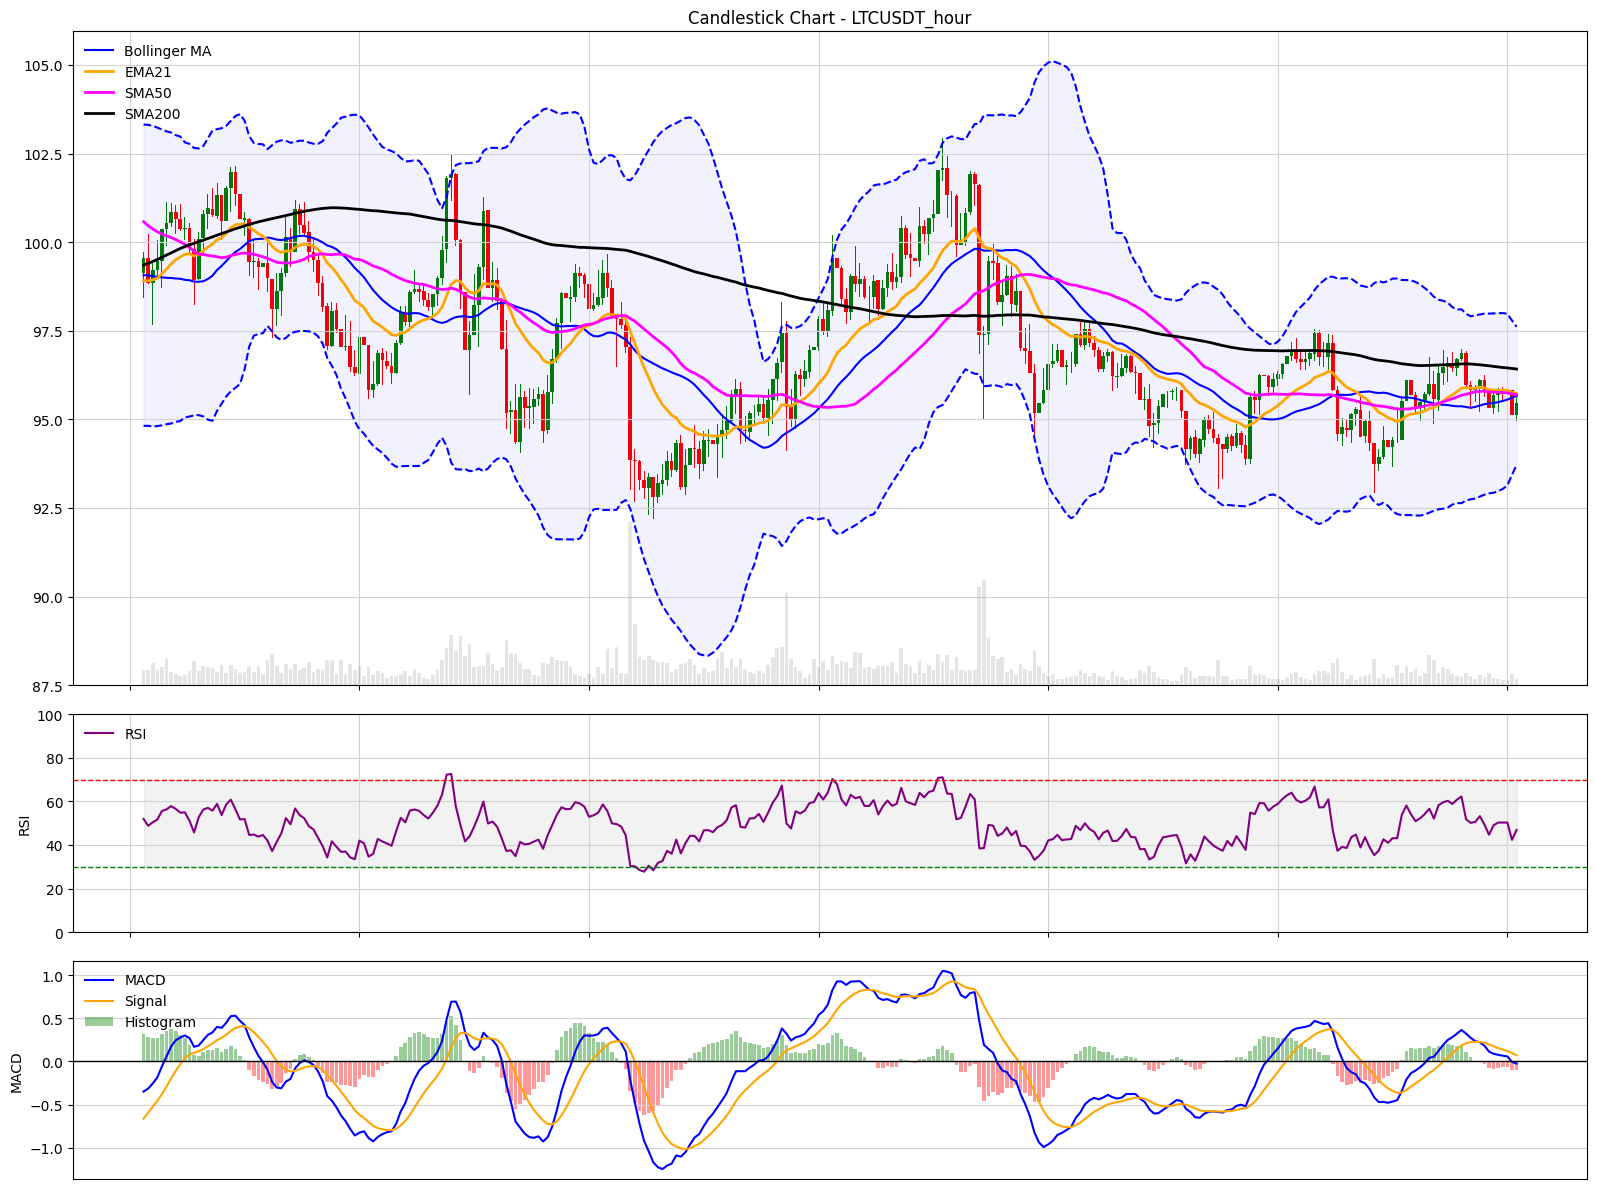 Candlestick Chart - LTCUSDT_hour
Bollinger MA
EMA21
SMA50
SMA200
105.0
102.5
100.0
97.5
95.0
92.5
90.0
87.5
RSI
RSI
100
80
60
40
20
0
MACD
Signal
Histogram
MACD
1.0
0.5
0.0
−0.5
−1.0